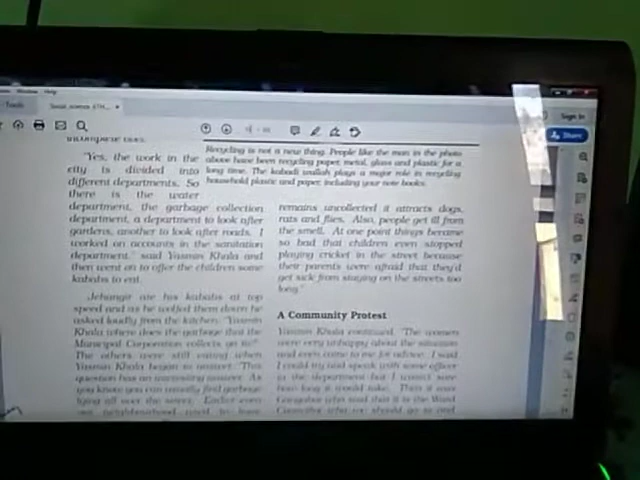 Window Help
Tools
Social_science_6TH_...
Sign In
Share
Recycling is not a new thing. People like the man in the photo
above have been recycling paper, metal, glass and plastic for a
long time. The kabadi wallah plays a major role in recycling
household plastic and paper, including your note books.
"Yes, the work in the
city is divided into
different departments. So
there is the water
department, the garbage collection
department, a department to look after
gardens, another to look after roads. I
worked on accounts in the sanitation
department." said Yasmin Khala and
then went on to offer the children some
kababs to eat.
Jehangir ate his kababs at top
speed and as he wolfed them down he
asked loudly from the kitchen: "Yasmin
Khala where does the garbage that the
Municipal Corporation collects go to?"
The others were still eating when
Yasmin Khala began to answer: "This
question has an interesting answer. As
you know you can usually find garbage
lying all over the street. Earlier even
our neighbourhood used to have
remains uncollected it attracts dogs,
rats and flies. Also, people get ill from
the smell. At one point things became
so bad that children even stopped
playing cricket in the street because
their parents were afraid that they'd
get sick from staying on the streets too
long."
A Community Protest
Yasmin Khala continued, "The women
were very unhappy about the situation
and even came to me for advice. I said
I could try and speak with some officer
in the department but I wasn't sure
how long it would take. Then it was
Gangabai who said that it is the Ward
Councillor who we should go to and